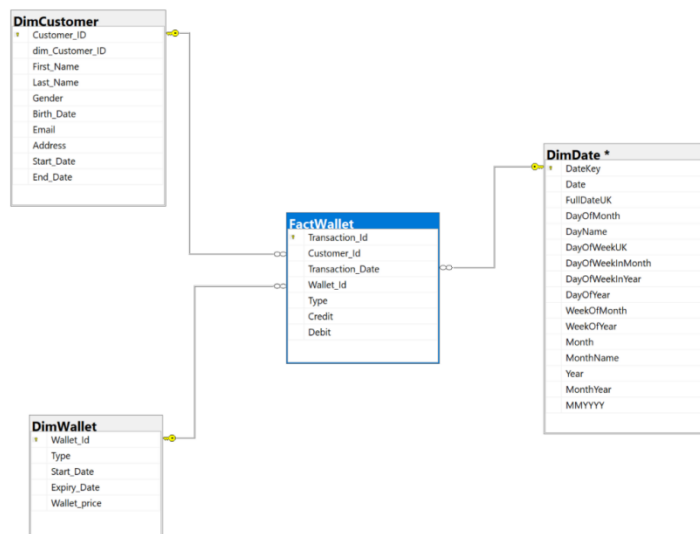 DimCustomer
Customer_ID
dim_Customer_ID
First_Name
Last_Name
Gender
Birth_Date
Email
Address
Start_Date
End_Date
FactWallet
Transaction_Id
Customer_Id
Transaction_Date
Wallet_Id
Type
Credit
Debit
DimDate *
DateKey
Date
FullDateUK
DayOfMonth
DayName
DayOfWeekUK
DayOfWeekInMonth
DayOfWeekInYear
DayOfYear
WeekOfMonth
WeekOfYear
Month
MonthName
Year
MonthYear
MMYYYY
DimWallet
Wallet_Id
Type
Start_Date
Expiry_Date
Wallet_price